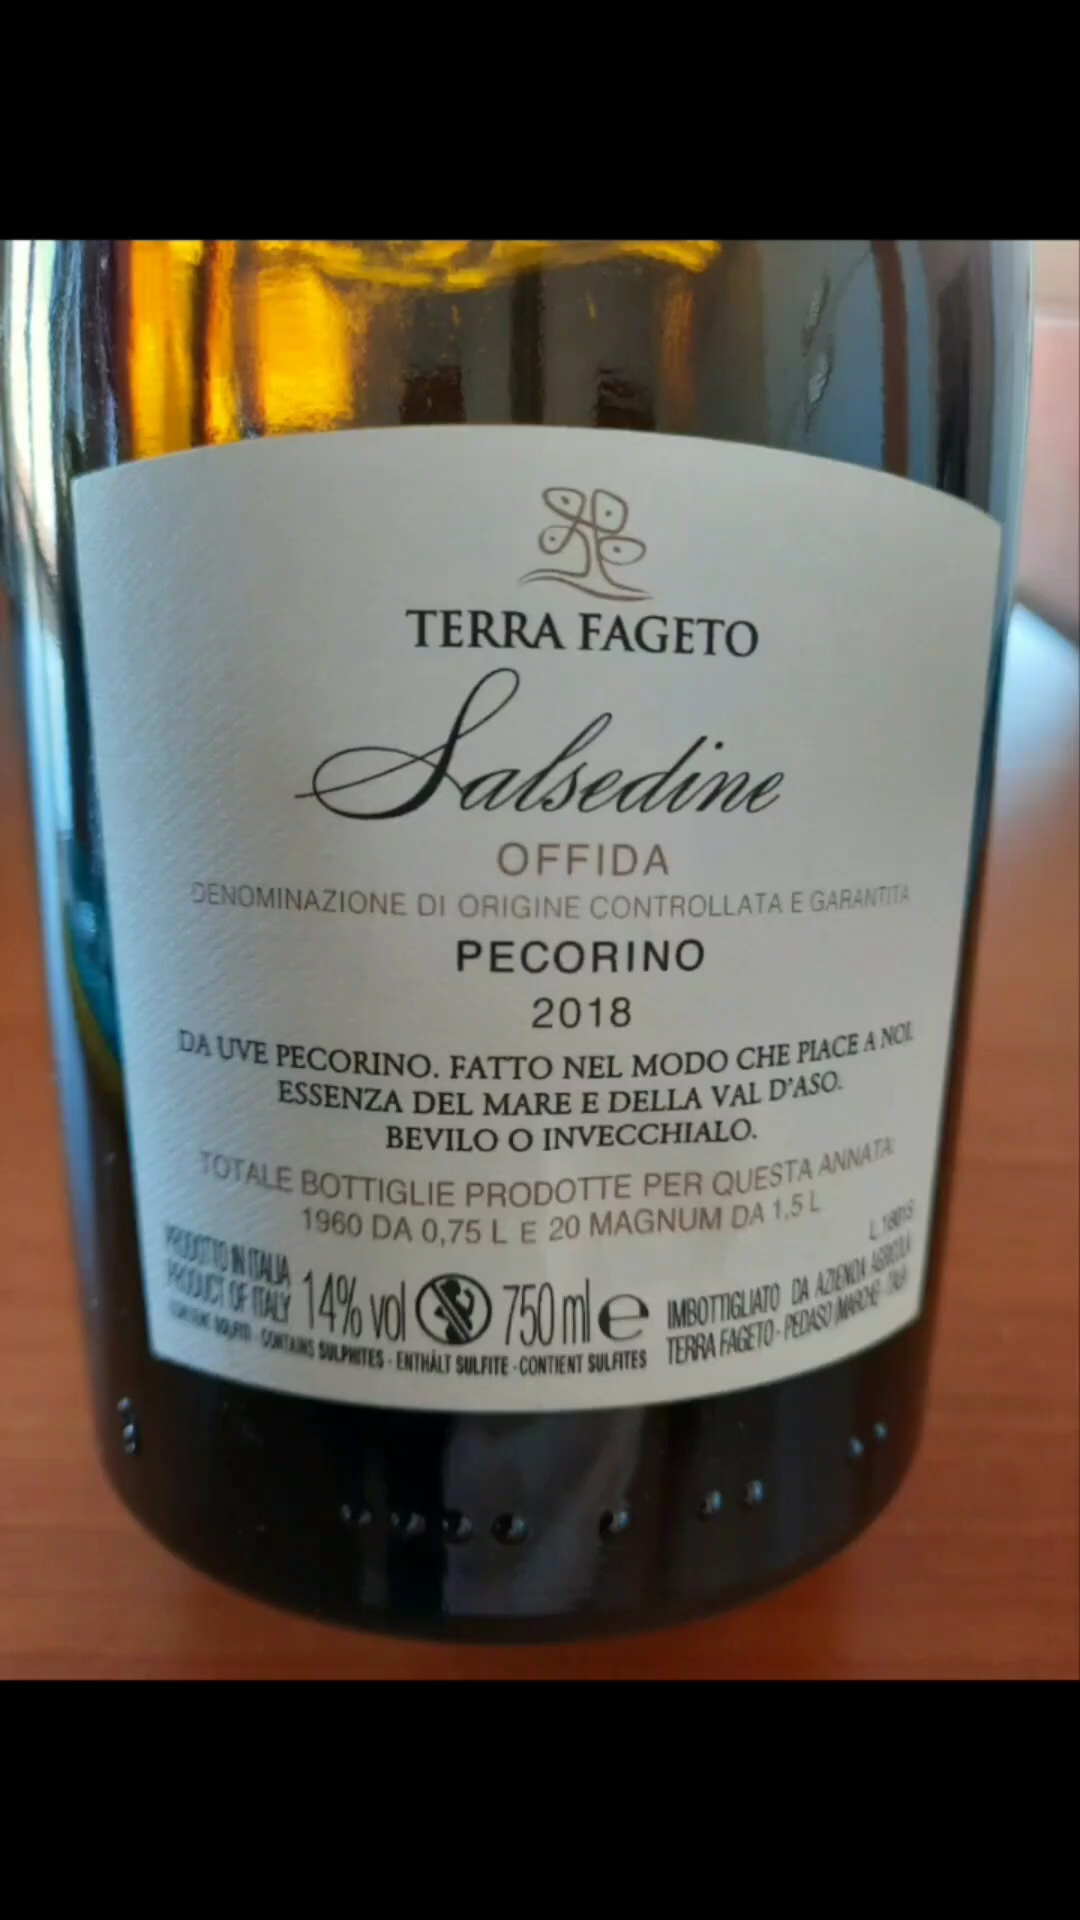 TERRA FAGETO
Salsedine
OFFIDA
DENOMINAZIONE DI ORIGINE CONTROLLATA E GARANTITA
PECORINO
2018
DA UVE PECORINO. FATTO NEL MODO CHE PIACE A NOI.
ESSENZA DEL MARE E DELLA VAL D'ASO.
BEVILO O INVECCHIALO.
TOTALE BOTTIGLIE PRODOTTE PER QUESTA ANNATA:
1960 DA 0,75 L E 20 MAGNUM DA 1,5 L
PRODOTTO IN ITALIA
PRODUCT OF ITALY
14% vol
750 ml e
L.18013
IMBOTTIGLIATO DA AZIENDA AGRICOLA
TERRA FAGETO - PEDASO (MARCHE) - ITALIA
CONTIENE SOLFITI - CONTAINS SULPHITES - ENTHÄLT SULFITE - CONTIENT SULFITES